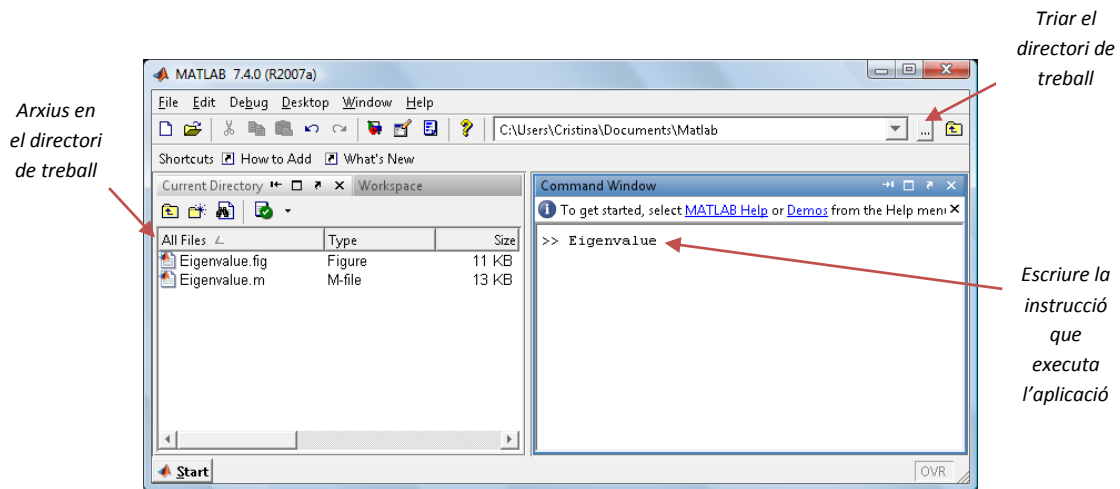 Triar el
directori de
treball
Arxius en
el directori
de treball
MATLAB 7.4.0 (R2007a)
File Edit Debug Desktop Window Help
C:\Users\Cristina\Documents\Matlab
...
Shortcuts How to Add What's New
Current Directory Workspace
All Files Type Size
Eigenvalue.fig Figure 11 KB
Eigenvalue.m M-file 13 KB
Command Window
To get started, select MATLAB Help or Demos from the Help menu
>> Eigenvalue
Escriure la
instrucció
que
executa
l’aplicació
Start
OVR